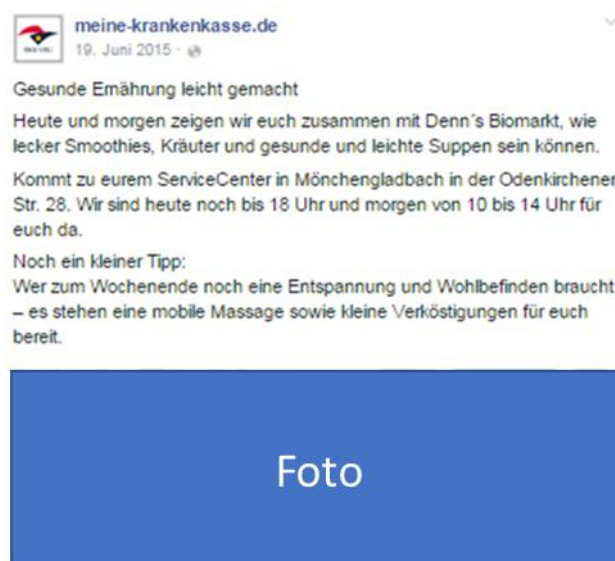 meine-krankenkasse.de
19. Juni 2015 ·
Gesunde Ernährung leicht gemacht
Heute und morgen zeigen wir euch zusammen mit Denn´s Biomarkt, wie
lecker Smoothies, Kräuter und gesunde und leichte Suppen sein können.
Kommt zu eurem ServiceCenter in Mönchengladbach in der Odenkirchener
Str. 28. Wir sind heute noch bis 18 Uhr und morgen von 10 bis 14 Uhr für
euch da.
Noch ein kleiner Tipp:
Wer zum Wochenende noch eine Entspannung und Wohlbefinden braucht
– es stehen eine mobile Massage sowie kleine Verköstigungen für euch
bereit.
Foto